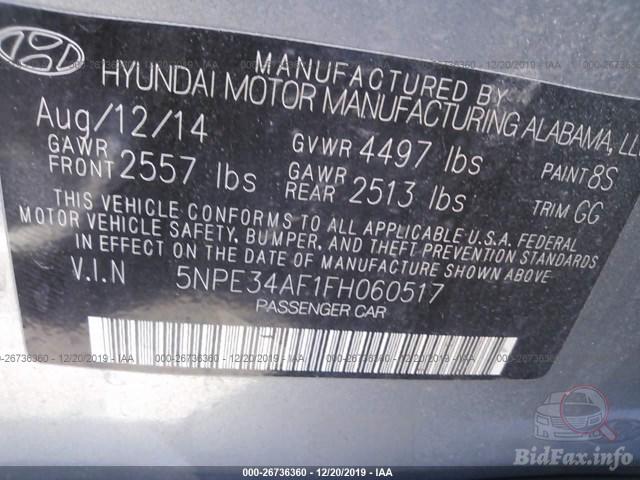 MANUFACTURED BY
HYUNDAI MOTOR MANUFACTURING ALABAMA, LL
Aug/12/14
GVWR 4497 lbs
PAINT 8S
GAWR FRONT 2557 lbs
GAWR REAR 2513 lbs
TRIM GG
THIS VEHICLE CONFORMS TO ALL APPLICABLE U.S.A. FEDERAL
MOTOR VEHICLE SAFETY, BUMPER, AND THEFT PREVENTION STANDARDS
IN EFFECT ON THE DATE OF MANUFACTURE SHOWN ABOVE.
V.I.N 5NPE34AF1FH060517
PASSENGER CAR
000-26736360 - 12/20/2019 - IAA
BidFax.info